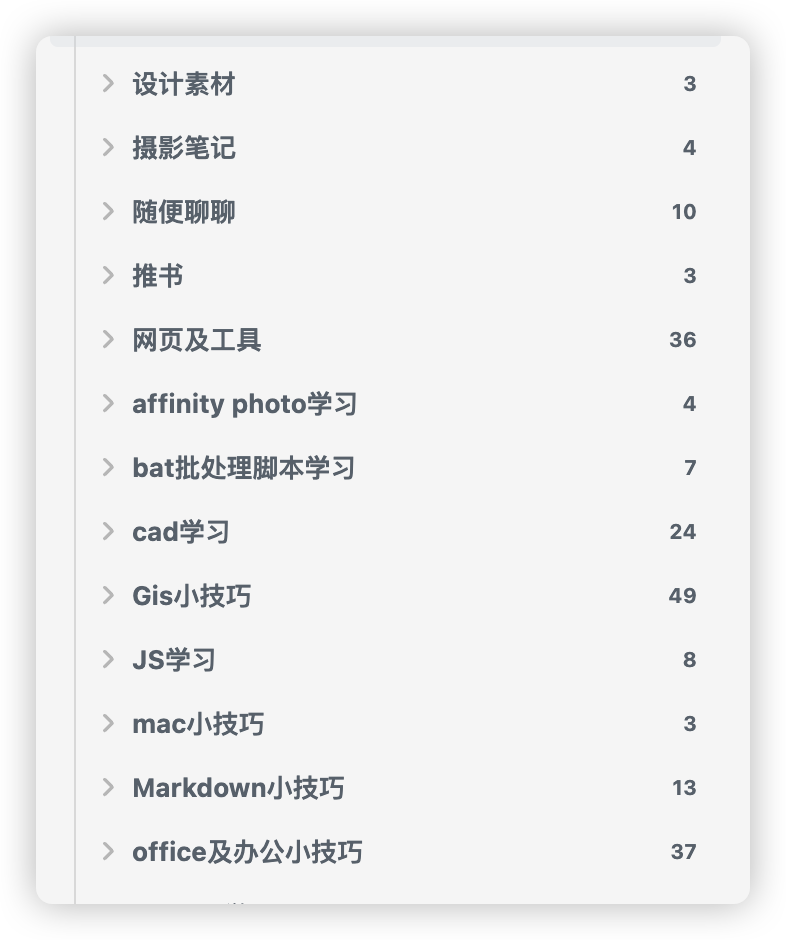 设计素材 3
摄影笔记 4
随便聊聊 10
推书 3
网页及工具 36
affinity photo学习 4
bat批处理脚本学习 7
cad学习 24
Gis小技巧 49
JS学习 8
mac小技巧 3
Markdown小技巧 13
office及办公小技巧 37